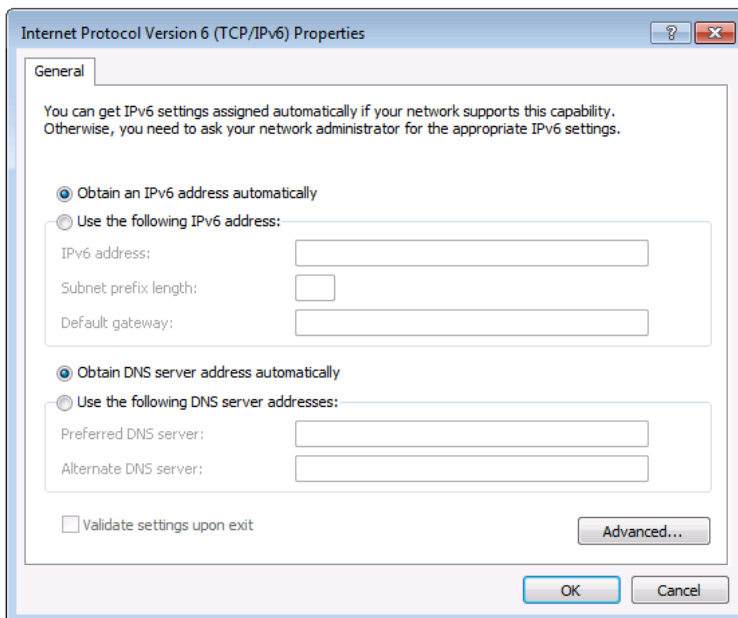 Internet Protocol Version 6 (TCP/IPv6) Properties
General
You can get IPv6 settings assigned automatically if your network supports this capability.
Otherwise, you need to ask your network administrator for the appropriate IPv6 settings.
Obtain an IPv6 address automatically
Use the following IPv6 address:
IPv6 address:
Subnet prefix length:
Default gateway:
Obtain DNS server address automatically
Use the following DNS server addresses:
Preferred DNS server:
Alternate DNS server:
Validate settings upon exit
Advanced...
OK
Cancel